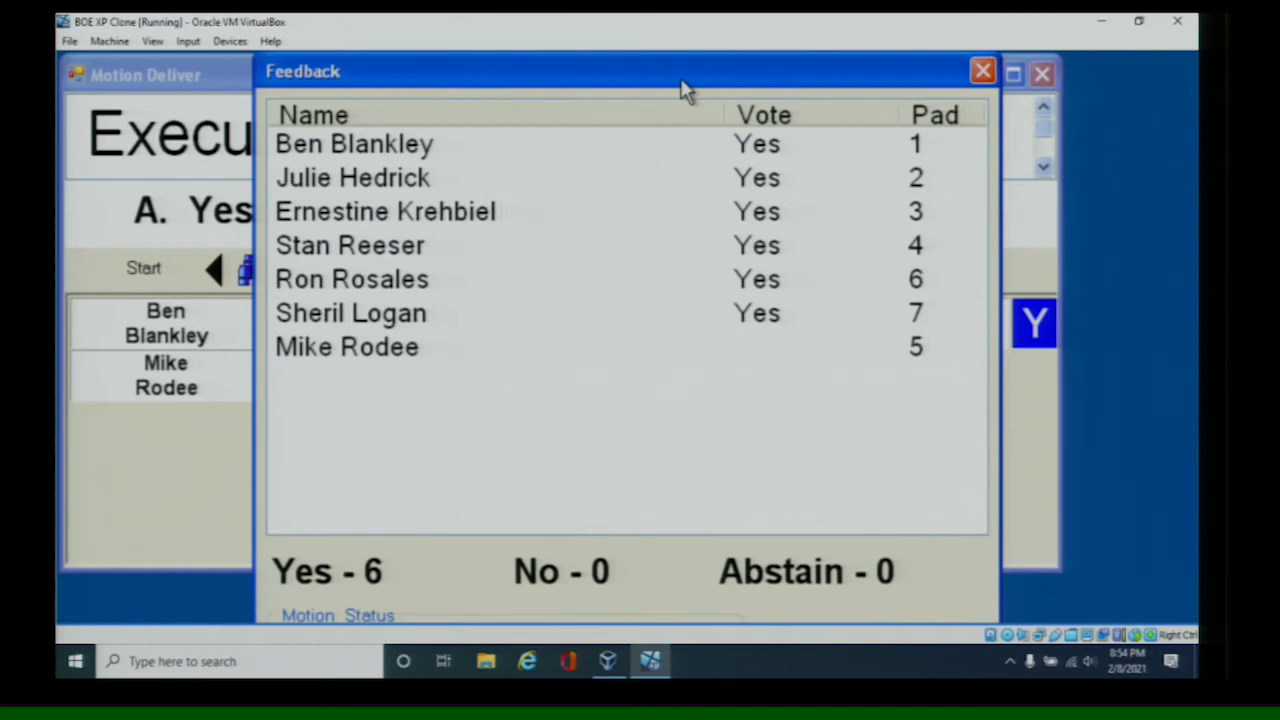 BOE XP Clone [Running] - Oracle VM VirtualBox
File Machine View Input Devices Help
Motion Deliver
Feedback
Execu
A. Yes
Start
Ben
Blankley
Mike
Rodee
Name Vote Pad
Ben Blankley Yes 1
Julie Hedrick Yes 2
Ernestine Krehbiel Yes 3
Stan Reeser Yes 4
Ron Rosales Yes 6
Sheril Logan Yes 7
Mike Rodee 5
Y
Yes - 6 No - 0 Abstain - 0
Motion Status
Right Ctrl
Type here to search
8:54 PM
2/8/2021